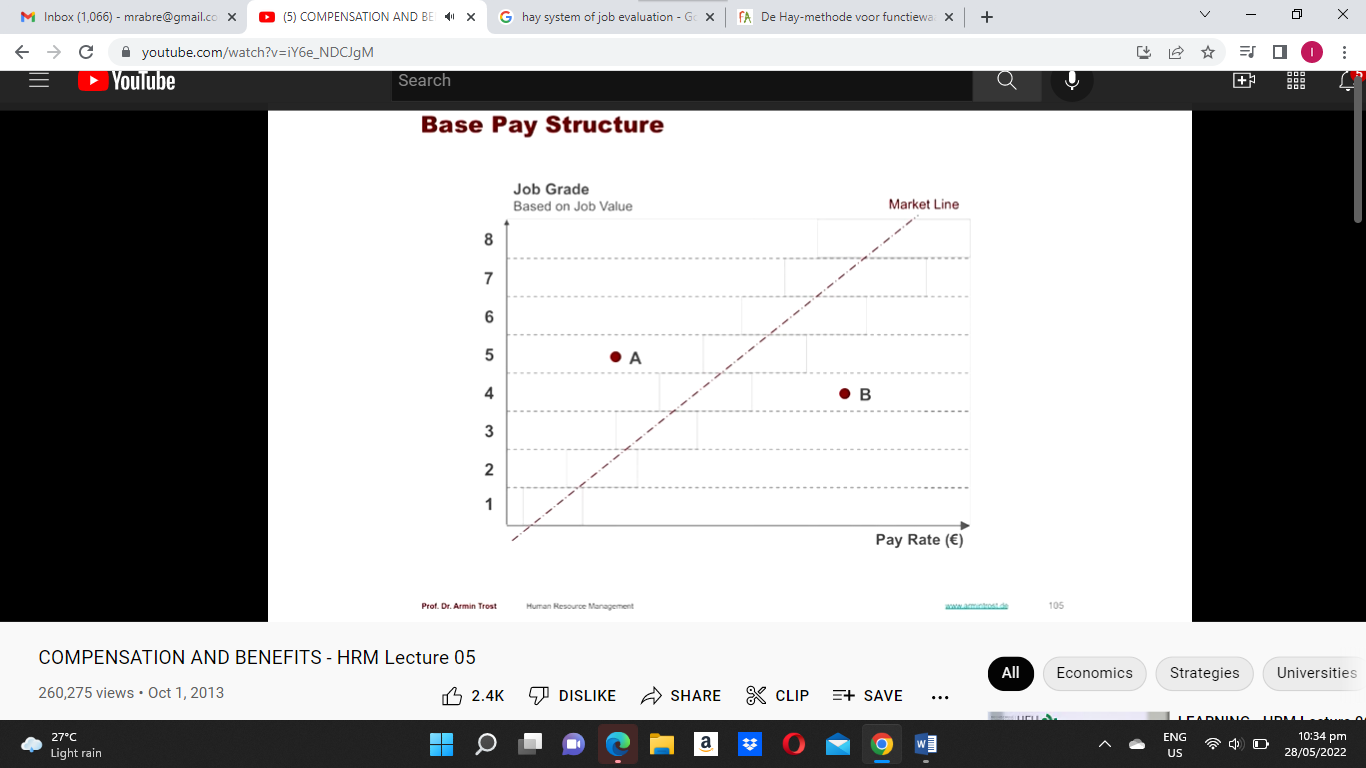 Inbox (1,066) - mrabre@gmail.co
(5) COMPENSATION AND BE
hay system of job evaluation - Go
De Hay-methode voor functiewa
youtube.com/watch?v=iY6e_NDCJgM
YouTube
Search
Base Pay Structure
Job Grade
Based on Job Value
Market Line
8
7
6
5
A
4
B
3
2
1
Pay Rate (€)
Prof. Dr. Armin Trost
Human Resource Management
www.armintrost.de
105
COMPENSATION AND BENEFITS - HRM Lecture 05
260,275 views • Oct 1, 2013
2.4K
DISLIKE
SHARE
CLIP
SAVE
All
Economics
Strategies
Universities
27°C
Light rain
ENG
US
10:34 pm
28/05/2022